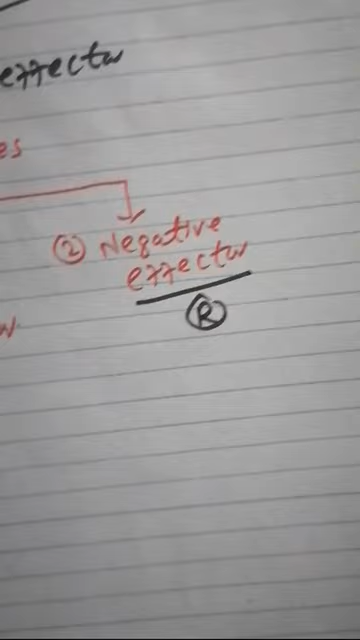 effector
es
② Negative
effector
Ⓡ